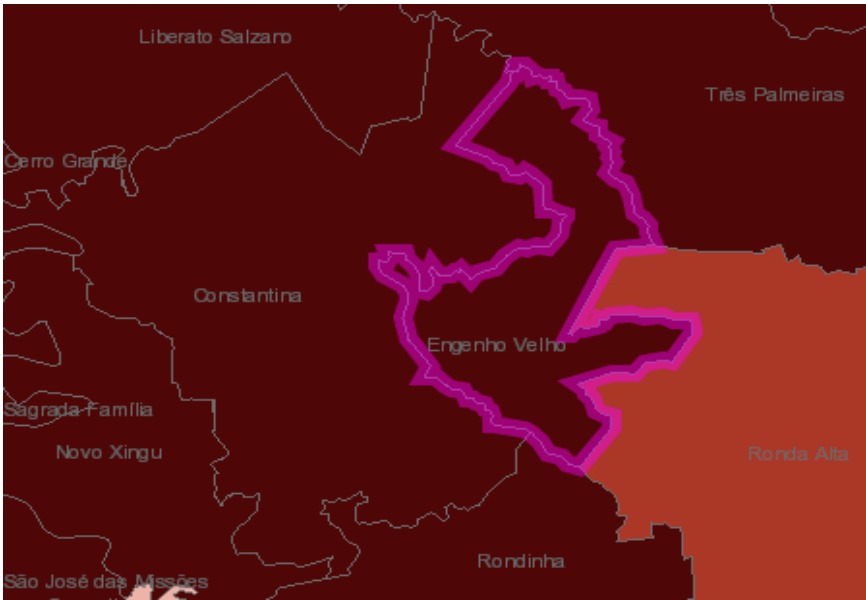 Liberato Salzano
Três Palmeiras
Cerro Grande
Constantina
Engenho Velho
Sagrada Família
Novo Xingu
Ronda Alta
Rondinha
São José das Missões